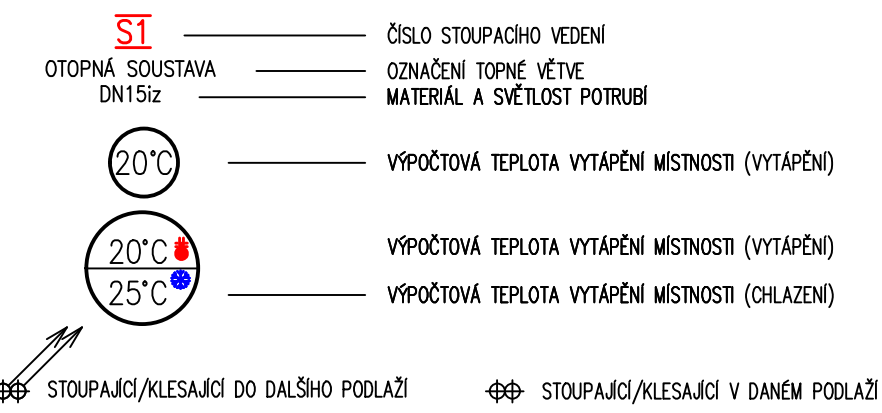 S1 ČÍSLO STOUPACÍHO VEDENÍ
OTOPNÁ SOUSTAVA OZNAČENÍ TOPNÉ VĚTVE
DN15iz MATERIÁL A SVĚTLOST POTRUBÍ
20°C VÝPOČTOVÁ TEPLOTA VYTÁPĚNÍ MÍSTNOSTI (VYTÁPĚNÍ)
20°C VÝPOČTOVÁ TEPLOTA VYTÁPĚNÍ MÍSTNOSTI (VYTÁPĚNÍ)
25°C VÝPOČTOVÁ TEPLOTA VYTÁPĚNÍ MÍSTNOSTI (CHLAZENÍ)
STOUPAJÍCÍ/KLESAJÍCÍ DO DALŠÍHO PODLAŽÍ STOUPAJÍCÍ/KLESAJÍCÍ V DANÉM PODLAŽÍ